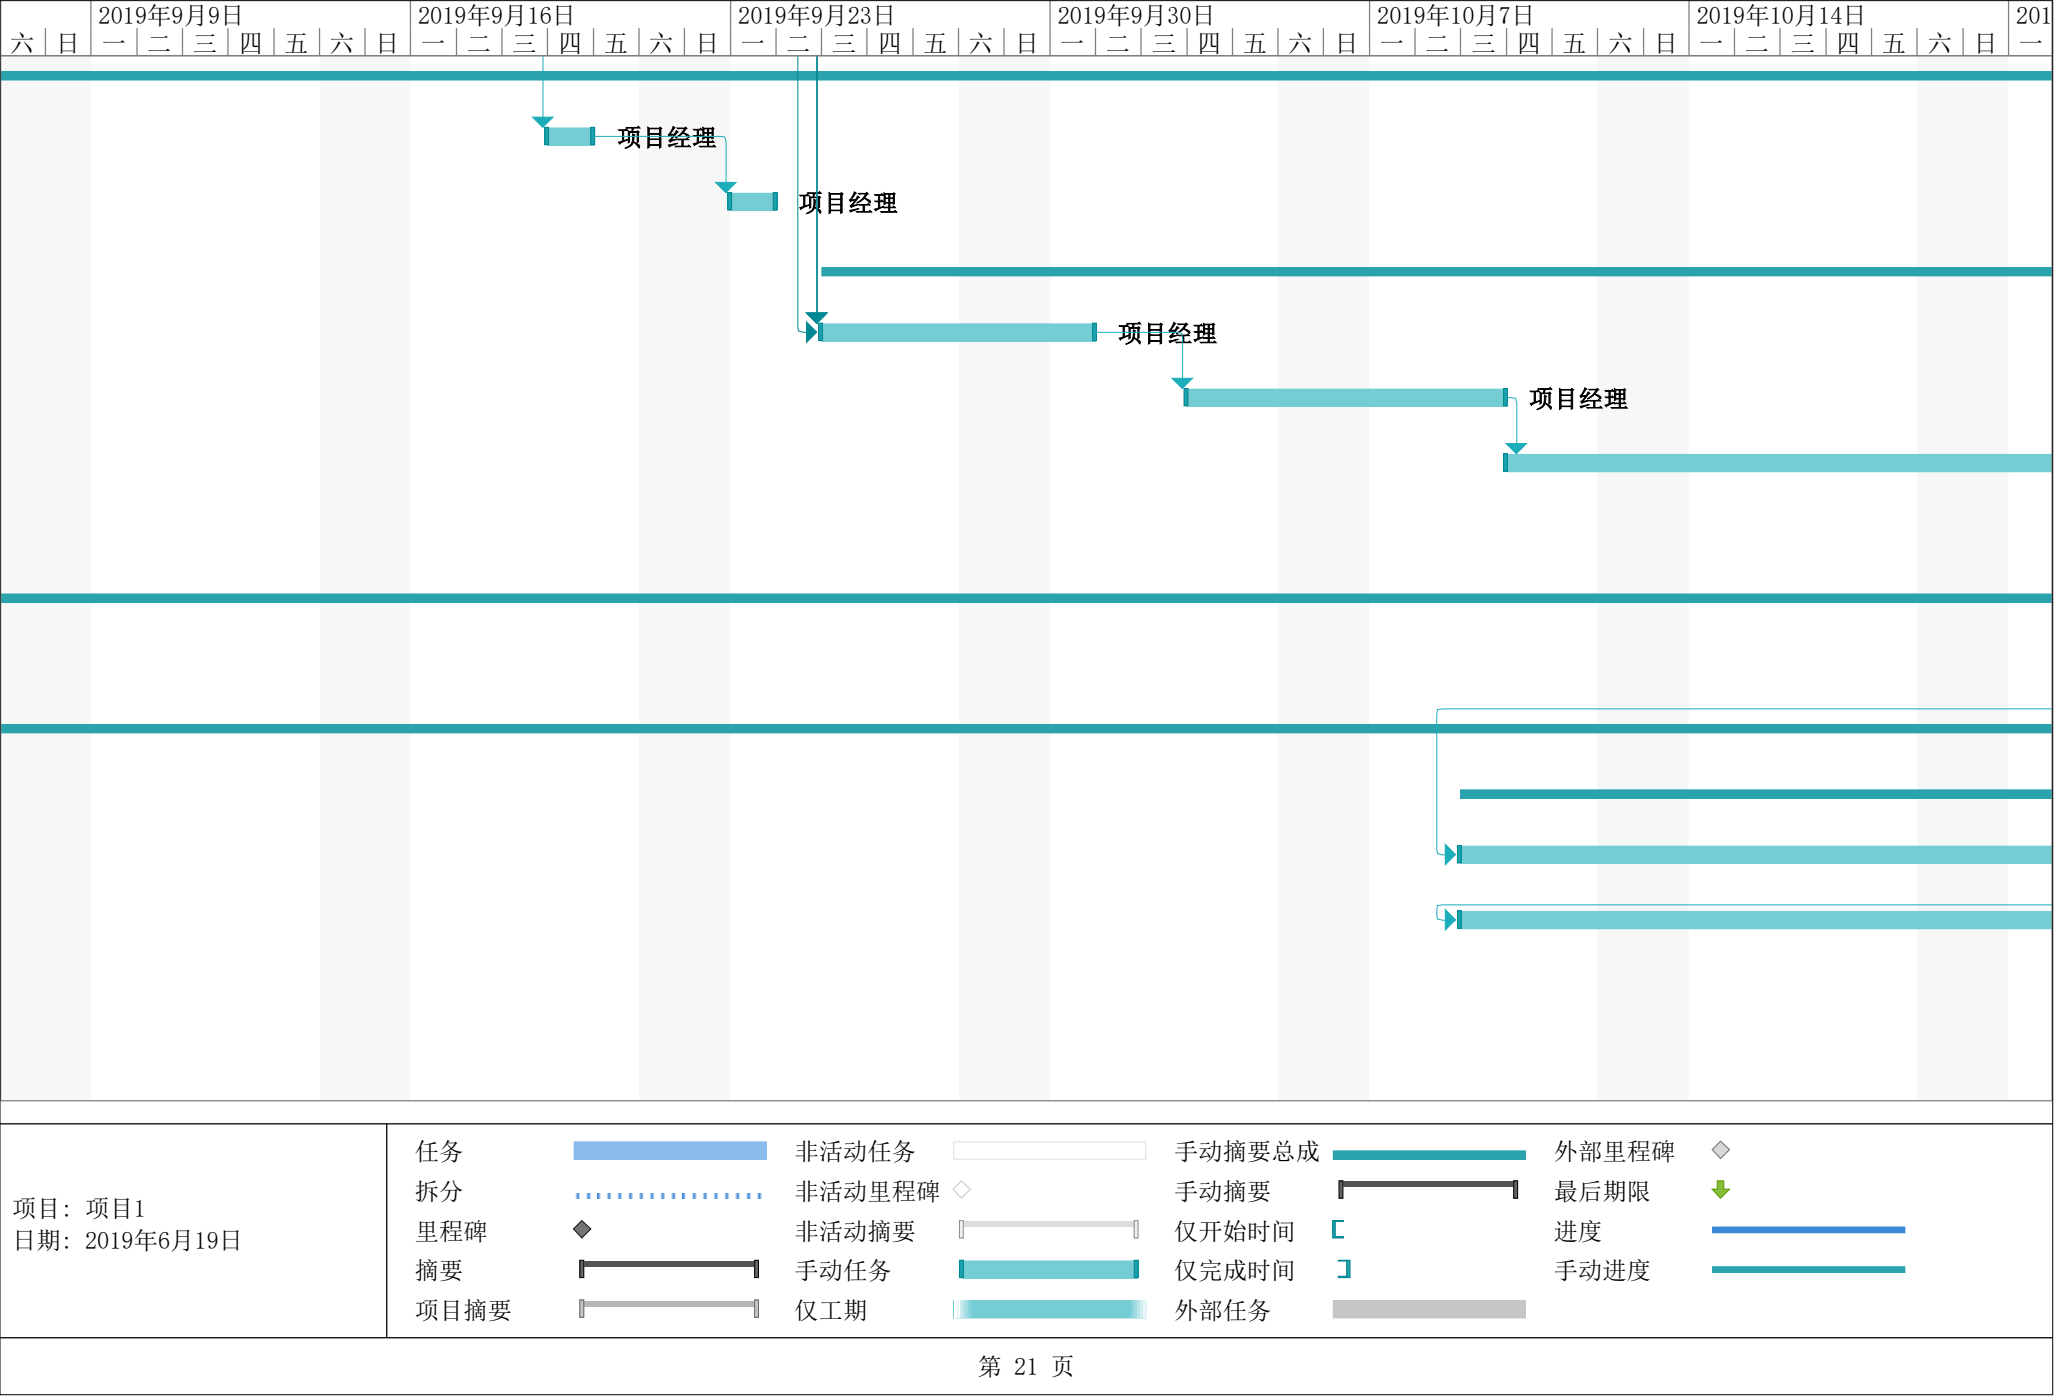 2019年9月9日 2019年9月16日 2019年9月23日 2019年9月30日 2019年10月7日 2019年10月14日 201
六 日 一 二 三 四 五 六 日 一 二 三 四 五 六 日 一 二 三 四 五 六 日 一 二 三 四 五 六 日 一 二 三 四 五 六 日 一 二 三 四 五 六 日 一
项目经理
项目经理
项目经理
项目经理
项目: 项目1
日期: 2019年6月19日
任务
拆分
里程碑
摘要
项目摘要
非活动任务
非活动里程碑
非活动摘要
手动任务
仅工期
手动摘要总成
手动摘要
仅开始时间
仅完成时间
外部任务
外部里程碑
最后期限
进度
手动进度
第 21 页